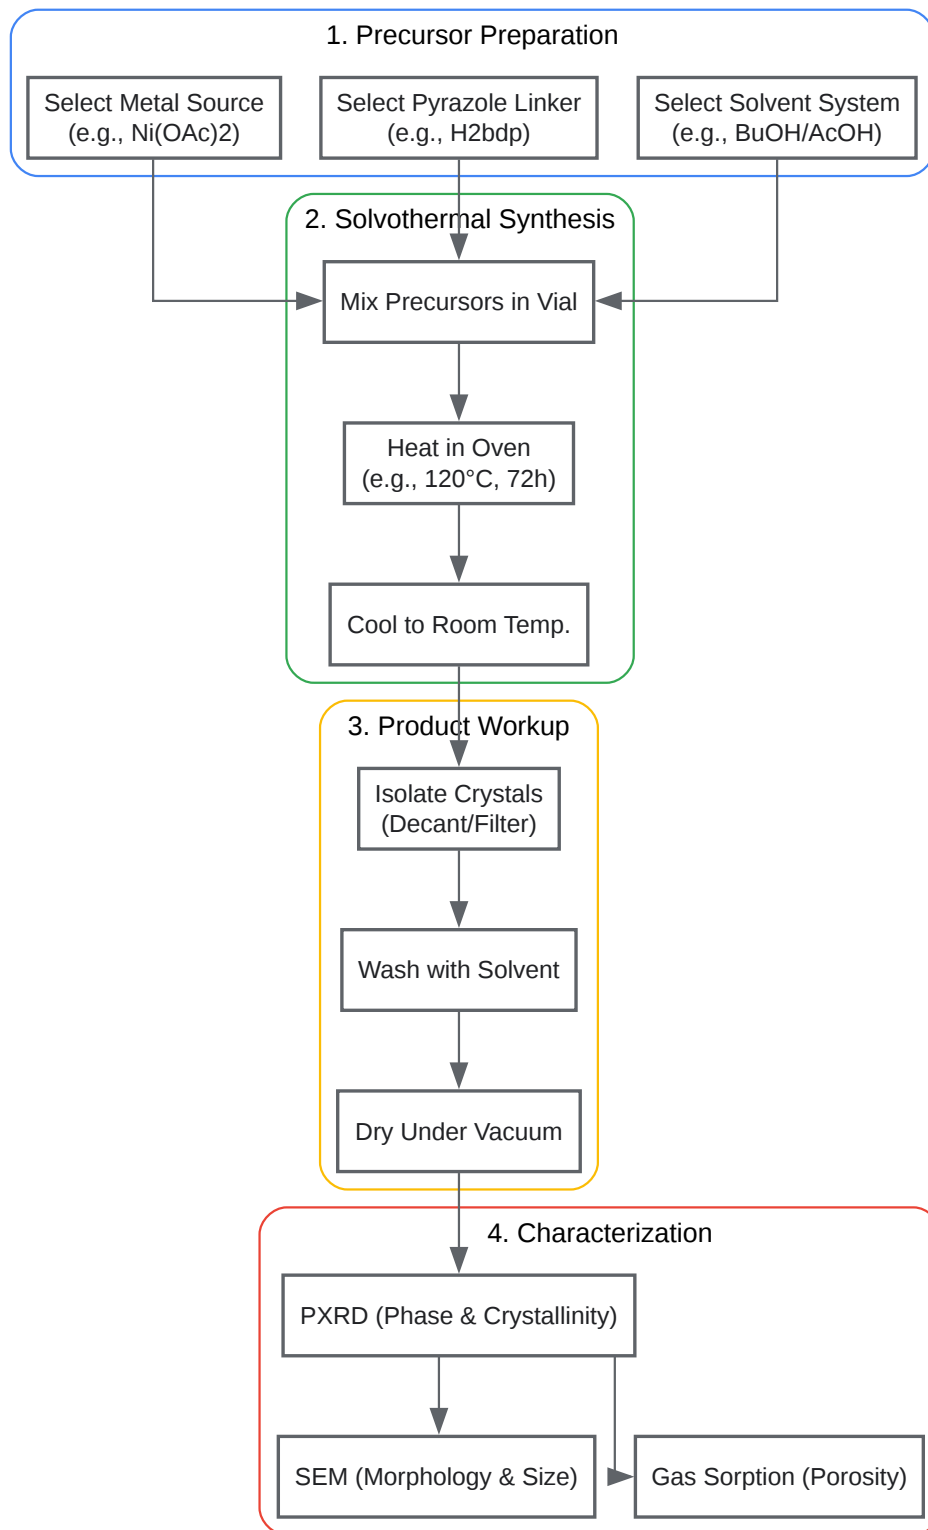 1. Precursor Preparation
Select Metal Source
(e.g., Ni(OAc)2)
Select Pyrazole Linker
(e.g., H2bdp)
Select Solvent System
(e.g., BuOH/AcOH)
2. Solvothermal Synthesis
Mix Precursors in Vial
Heat in Oven
(e.g., 120°C, 72h)
Cool to Room Temp.
3. Product Workup
Isolate Crystals
(Decant/Filter)
Wash with Solvent
Dry Under Vacuum
4. Characterization
PXRD (Phase & Crystallinity)
SEM (Morphology & Size)
Gas Sorption (Porosity)